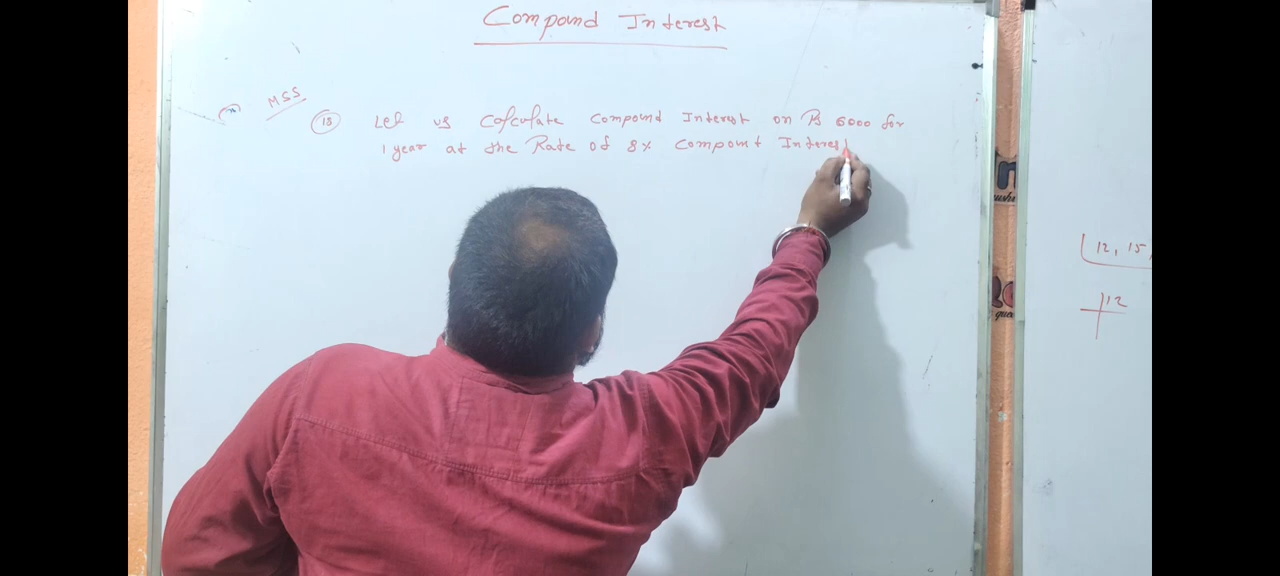 Compound Interest
MSS
18 Let us Calculate compound Interest on Rs 6000 for
1 year at the Rate of 8% Compount Interest
12, 15,
12